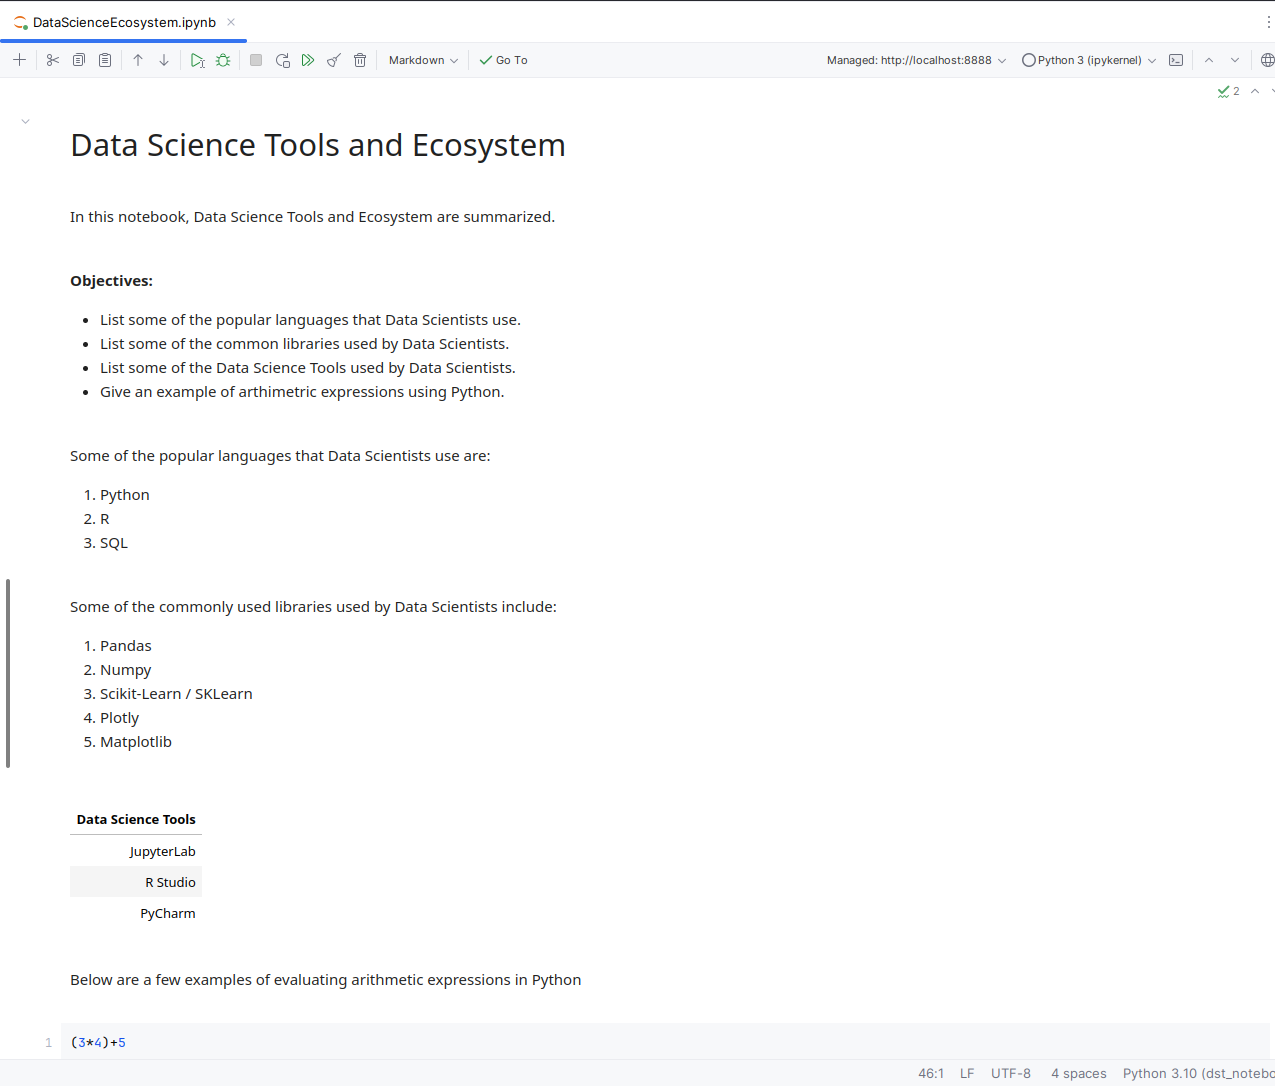 DataScienceEcosystem.ipynb
Markdown
Go To
Managed: http://localhost:8888
Python 3 (ipykernel)
2
Data Science Tools and Ecosystem
In this notebook, Data Science Tools and Ecosystem are summarized.
Objectives:
• List some of the popular languages that Data Scientists use.
• List some of the common libraries used by Data Scientists.
• List some of the Data Science Tools used by Data Scientists.
• Give an example of arthimetric expressions using Python.
Some of the popular languages that Data Scientists use are:
1. Python
2. R
3. SQL
Some of the commonly used libraries used by Data Scientists include:
1. Pandas
2. Numpy
3. Scikit-Learn / SKLearn
4. Plotly
5. Matplotlib
Data Science Tools
JupyterLab
R Studio
PyCharm
Below are a few examples of evaluating arithmetic expressions in Python
1 (3*4)+5
46:1 LF UTF-8 4 spaces Python 3.10 (dst_notebo